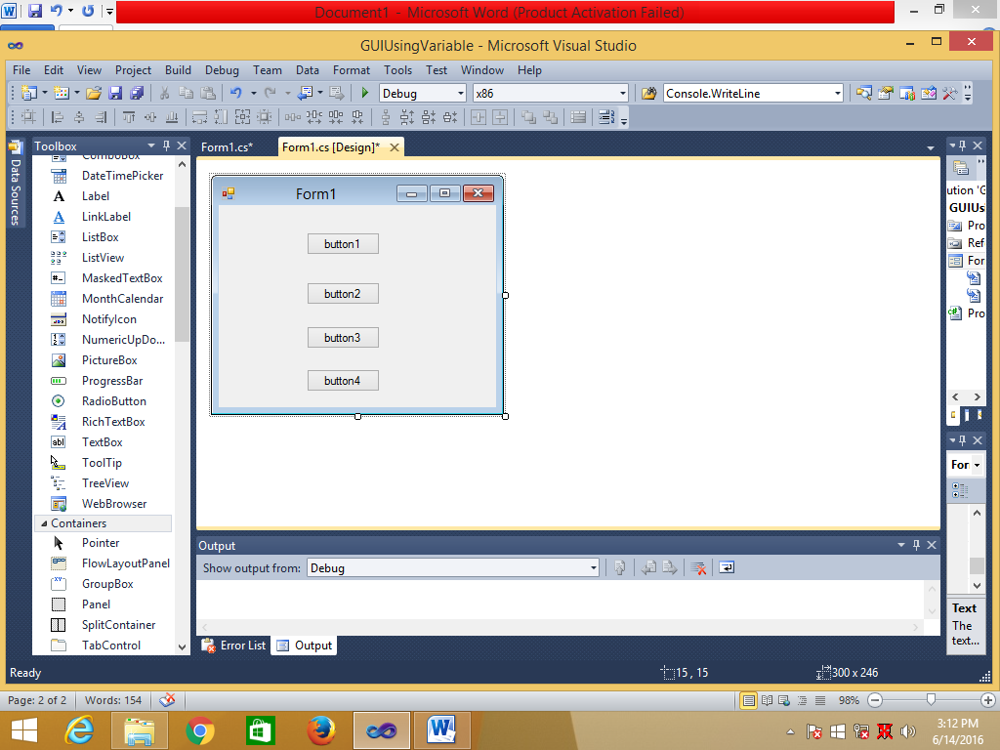 Document1 - Microsoft Word (Product Activation Failed)
GUIUsingVariable - Microsoft Visual Studio
File Edit View Project Build Debug Team Data Format Tools Test Window Help
Debug x86 Console.WriteLine
Data Sources
Toolbox
ComboBox
DateTimePicker
Label
LinkLabel
ListBox
ListView
MaskedTextBox
MonthCalendar
NotifyIcon
NumericUpDo...
PictureBox
ProgressBar
RadioButton
RichTextBox
TextBox
ToolTip
TreeView
WebBrowser
Containers
Pointer
FlowLayoutPanel
GroupBox
Panel
SplitContainer
TabControl
Form1.cs* Form1.cs [Design]*
Form1
button1
button2
button3
button4
ution 'G
GUIUs
Pro
Ref
For
Pro
For
Text
The
text...
Output
Show output from: Debug
Error List Output
Ready 15 , 15 300 x 246
Page: 2 of 2 Words: 154 98%
3:12 PM
6/14/2016